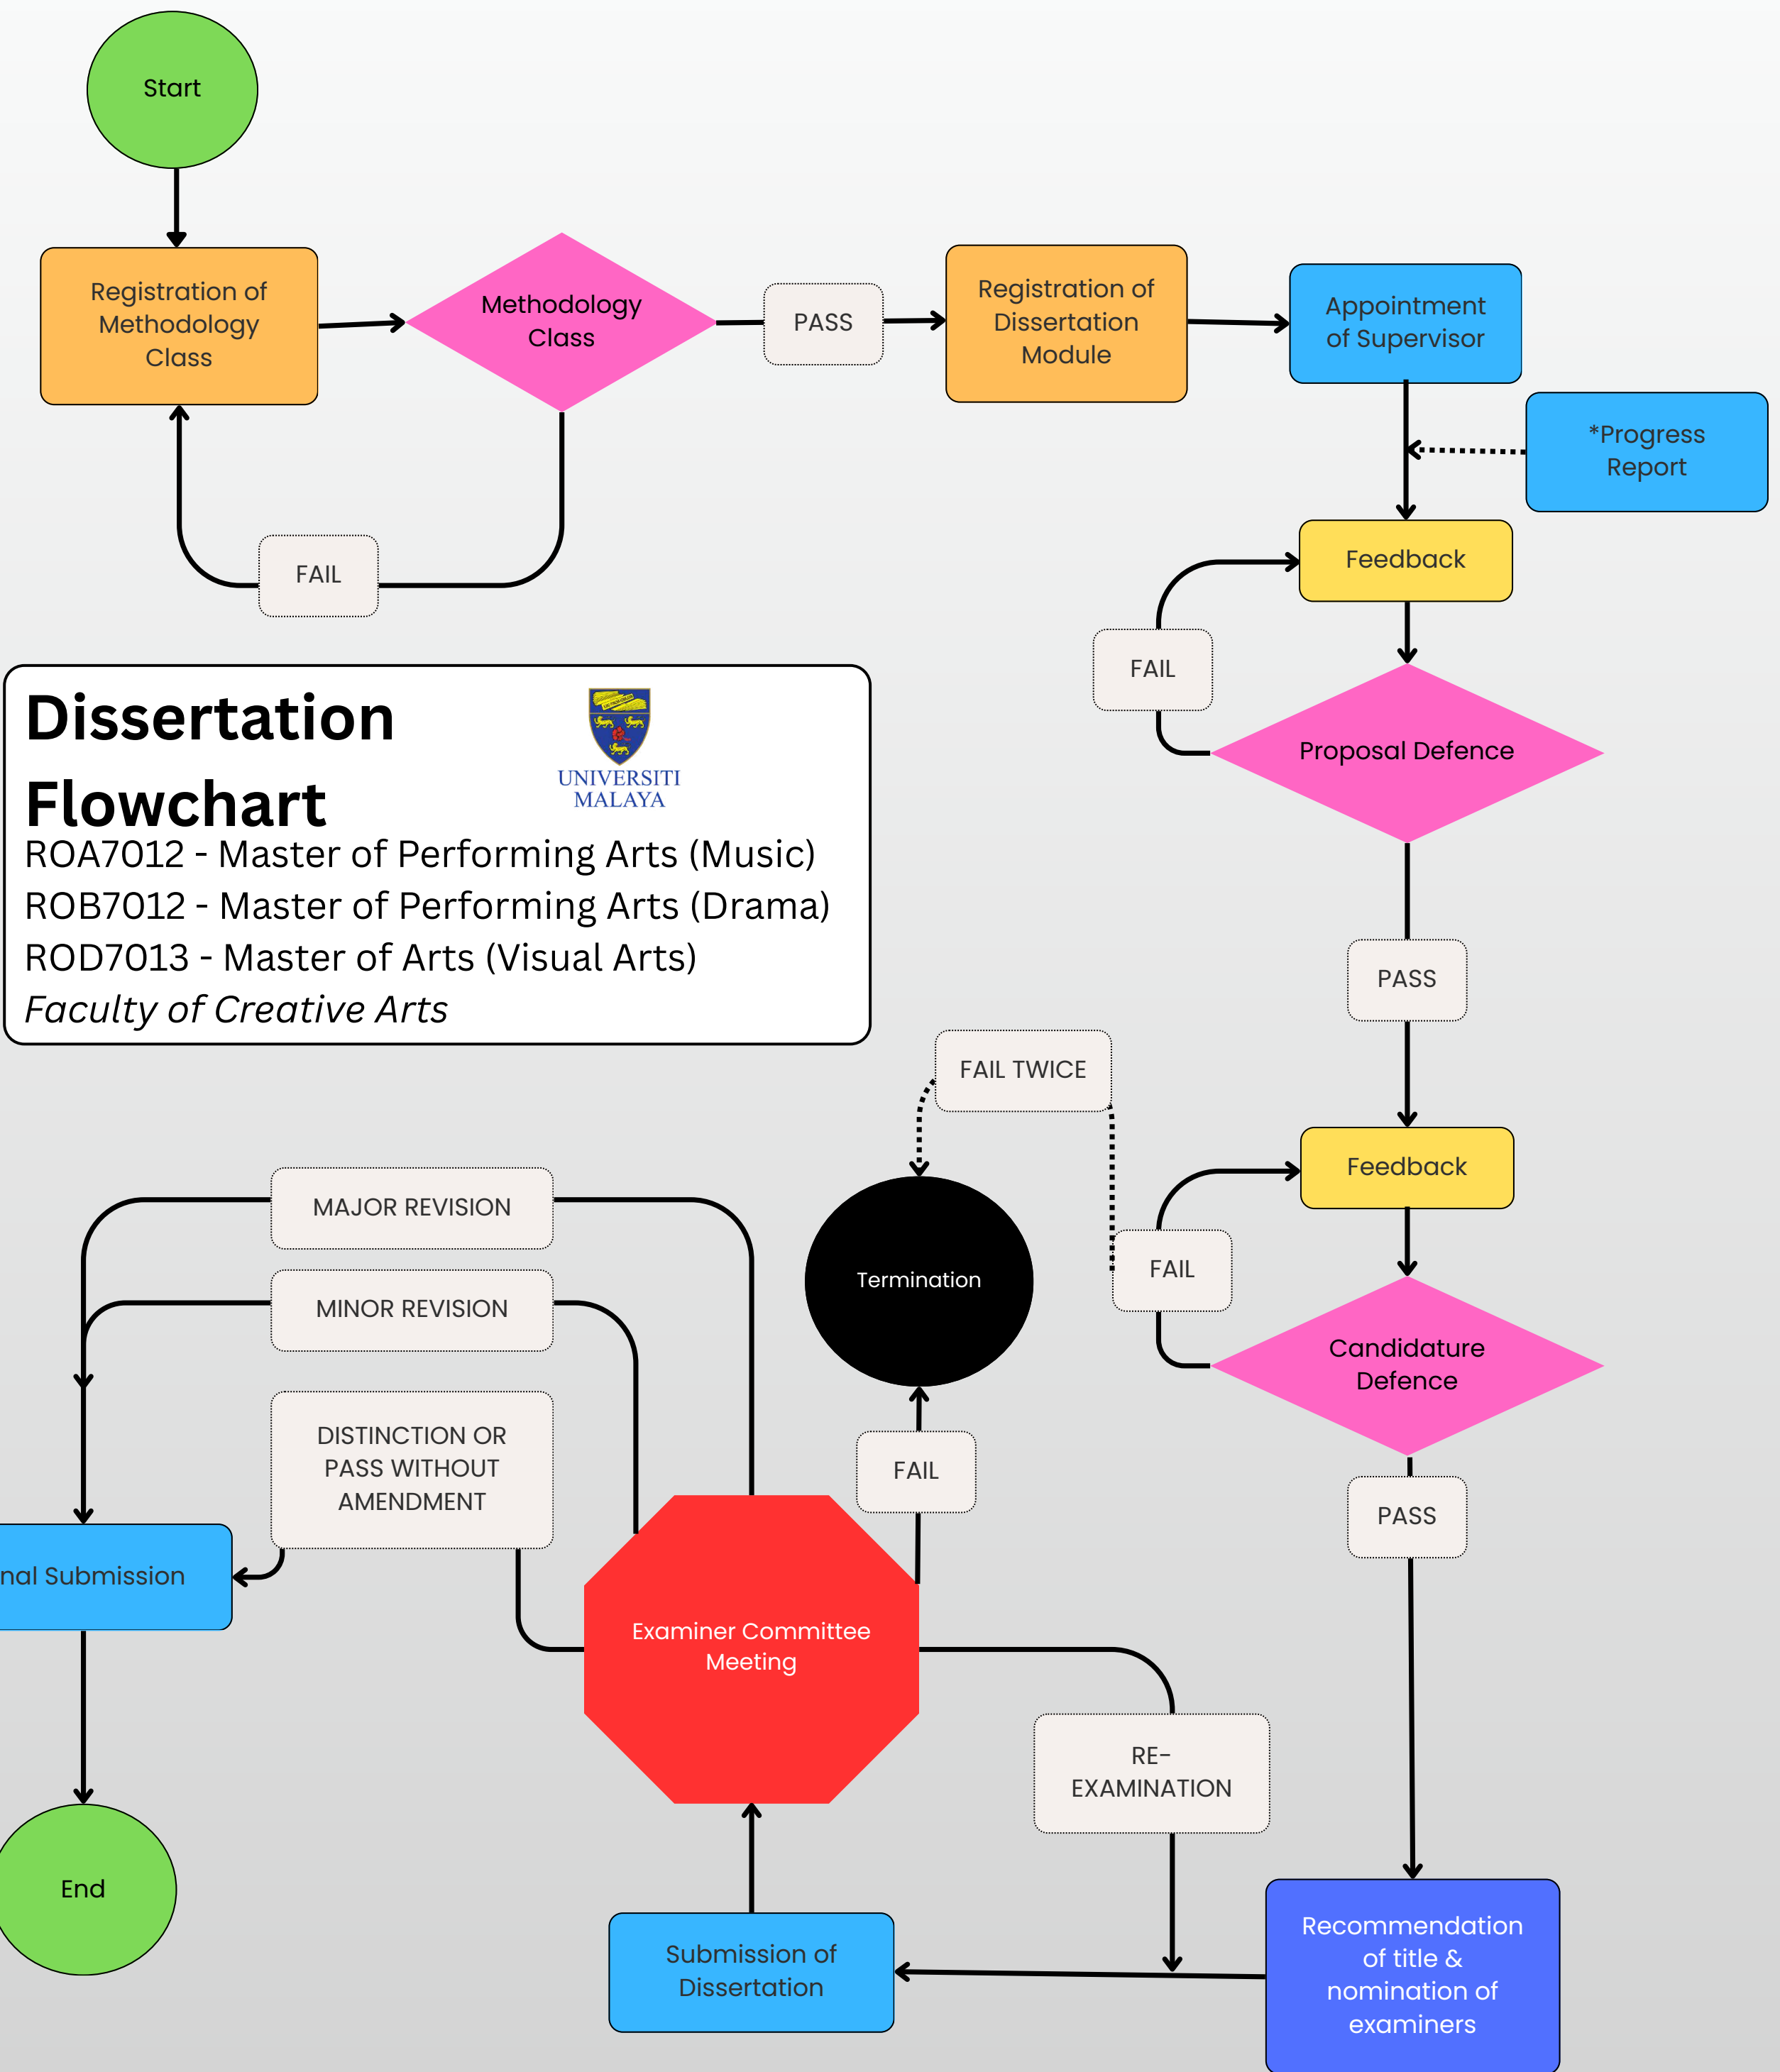 Start
Registration of
Methodology
Class
Methodology
Class
PASS
Registration of
Dissertation
Module
Appointment
of Supervisor
*Progress
Report
FAIL
Feedback
FAIL
Proposal Defence
Dissertation
Flowchart
UNIVERSITI
MALAYA
ROA7012 - Master of Performing Arts (Music)
ROB7012 - Master of Performing Arts (Drama)
ROD7013 - Master of Arts (Visual Arts)
Faculty of Creative Arts
PASS
FAIL TWICE
Feedback
MAJOR REVISION
MINOR REVISION
Termination
FAIL
Candidature
Defence
DISTINCTION OR
PASS WITHOUT
AMENDMENT
FAIL
PASS
nal Submission
Examiner Committee
Meeting
RE-
EXAMINATION
End
Submission of
Dissertation
Recommendation
of title &
nomination of
examiners